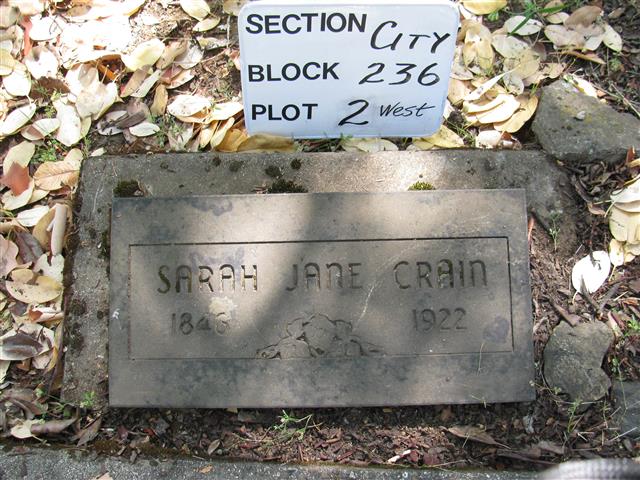 SECTION CITY
BLOCK 236
PLOT 2 West
SARAH JANE CRAIN
1846 1922